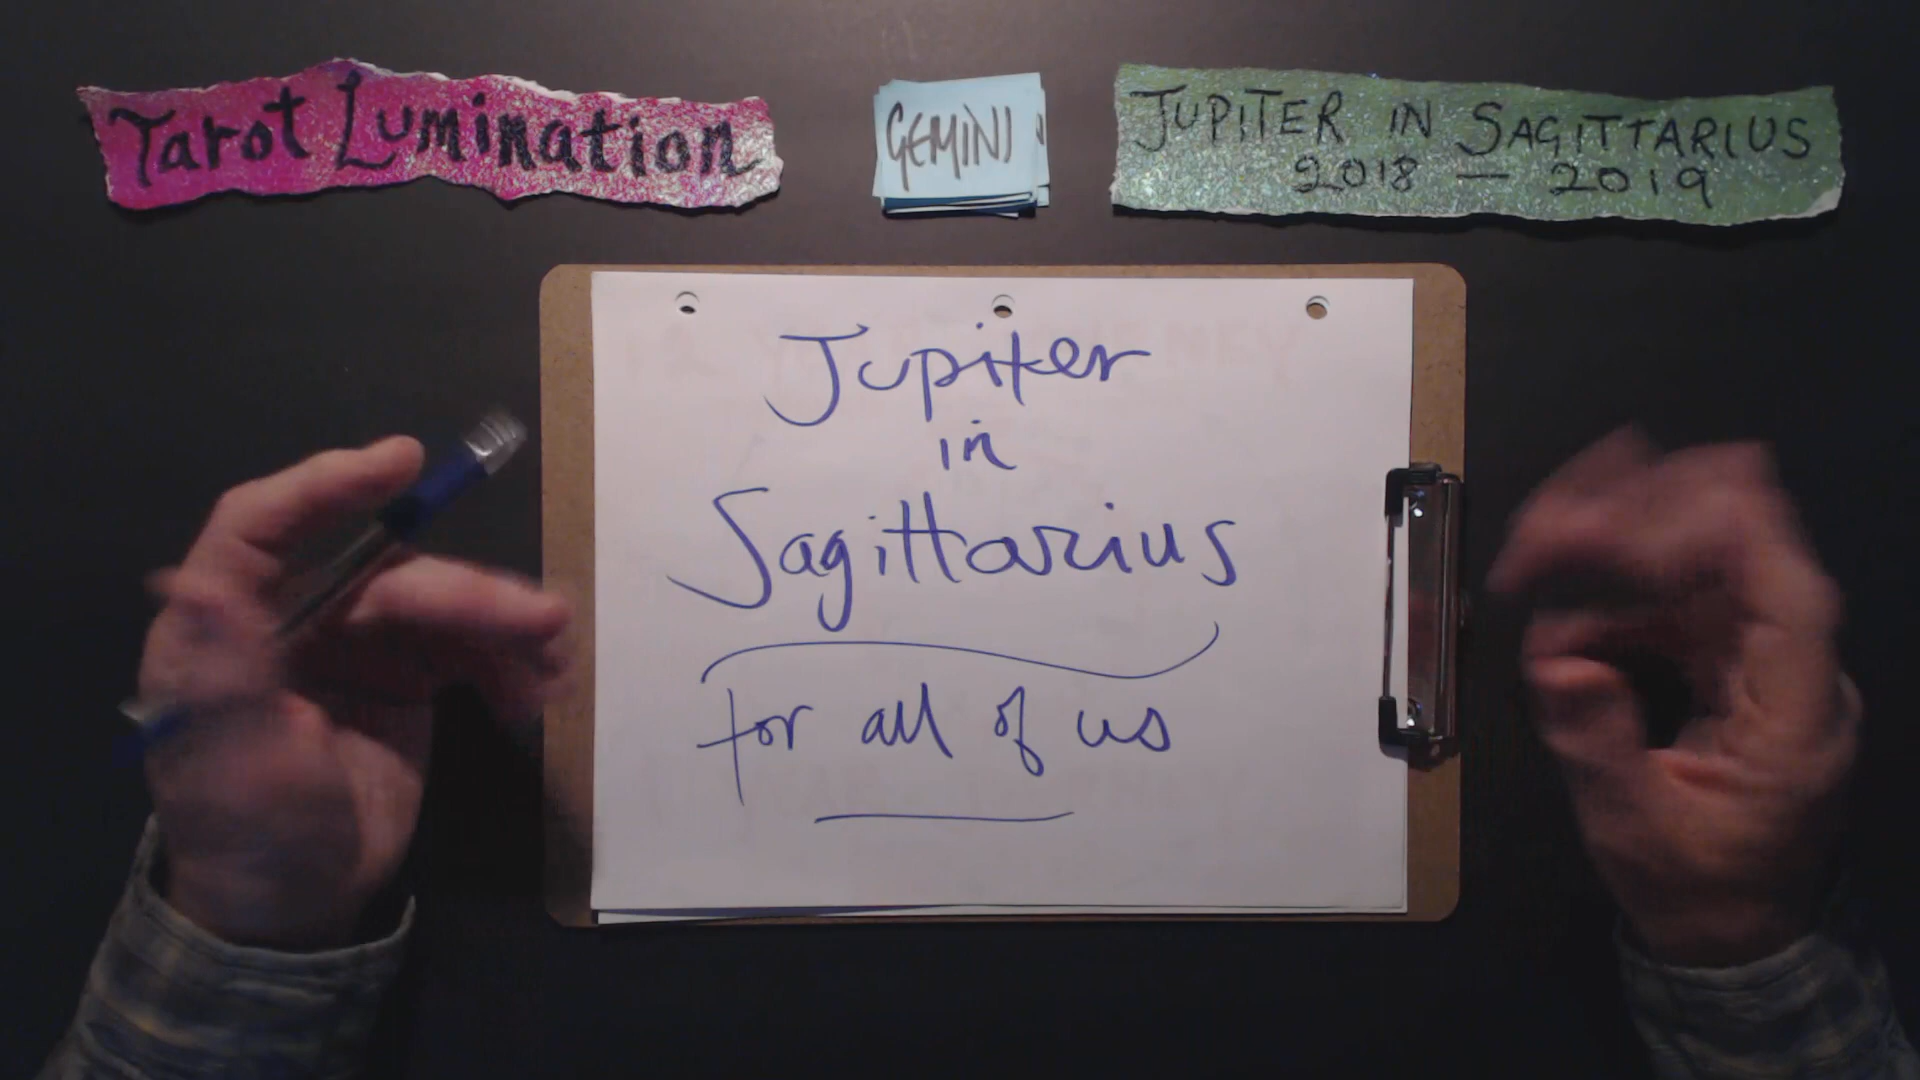 Tarot Lumination
GEMINI
JUPITER IN SAGITTARIUS
2018 — 2019
Jupiter
in
Sagittarius
for all of us